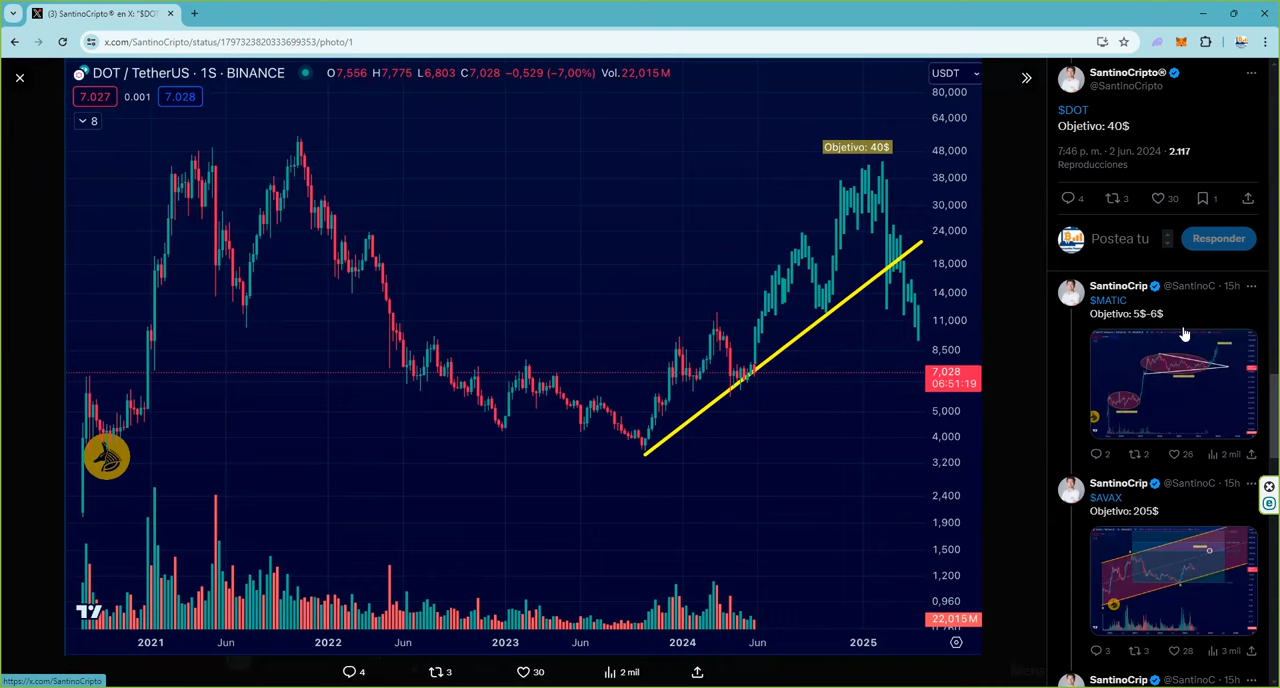 (3) SantinoCripto® en X: "$DO
x.com/SantinoCripto/status/1797323820333699353/photo/1
DOT / TetherUS · 1S · BINANCE O7,556 H7,775 L6,803 C7,028 −0,529 (−7,00%) Vol.22,015M
7.027 0.001 7.028
8
USDT
80,000
64,000
48,000
38,000
30,000
24,000
18,000
14,000
11,000
8,500
7,028
06:51:19
5,000
4,000
3,200
2,400
1,900
1,500
1,200
0,960
22,015M
Objetivo: 40$
2021 Jun 2022 Jun 2023 Jun 2024 Jun 2025
4 3 30 2 mil
https://x.com/SantinoCripto
SantinoCripto®
@SantinoCripto
$DOT
Objetivo: 40$
7:46 p. m. · 2 jun. 2024 · 2.117
Reproducciones
4 3 30 1
Postea tu Responder
SantinoCrip @SantinoC · 15h
$MATIC
Objetivo: 5$-6$
2 2 26 2 mil
SantinoCrip @SantinoC · 15h
$AVAX
Objetivo: 205$
3 3 28 3 mil
SantinoCrip @SantinoC · 15h